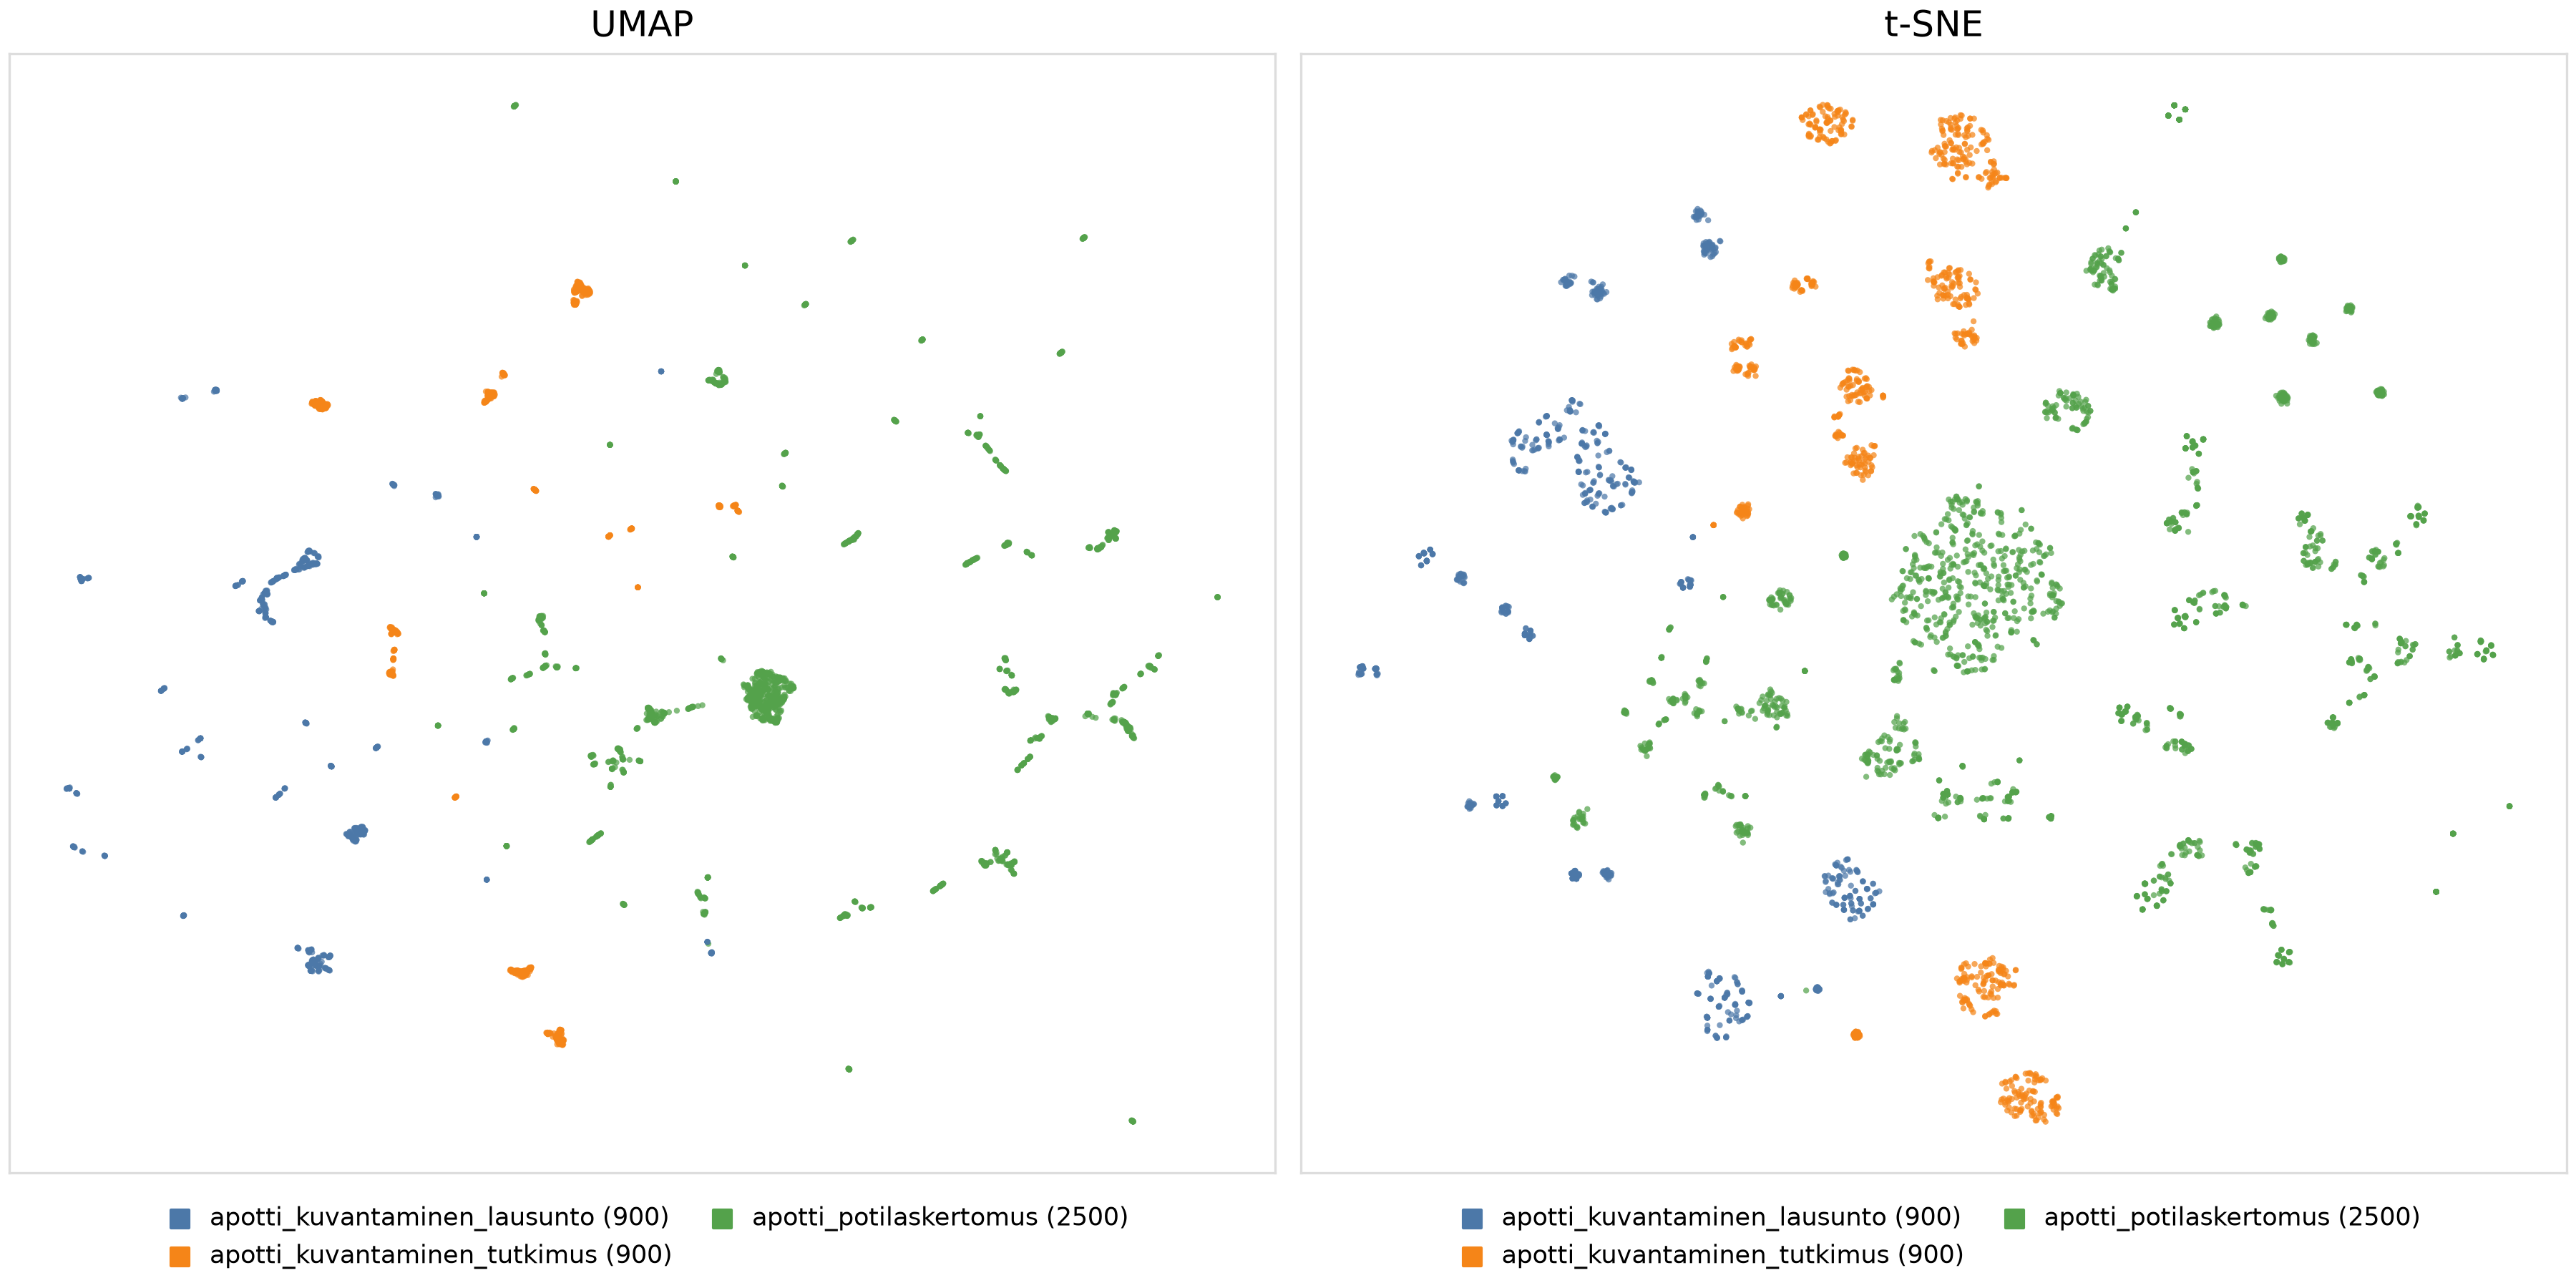 UMAP
t-SNE
apotti_kuvantaminen_lausunto (900)
apotti_kuvantaminen_tutkimus (900)
apotti_potilaskertomus (2500)
apotti_kuvantaminen_lausunto (900)
apotti_kuvantaminen_tutkimus (900)
apotti_potilaskertomus (2500)